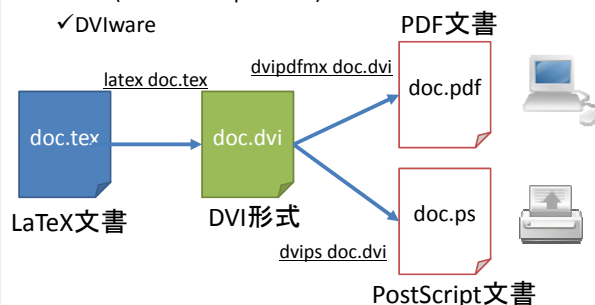 ✓DVIware
PDF文書
latex doc.tex
dvipdfmx doc.dvi
doc.pdf
doc.tex
doc.dvi
LaTeX文書
DVI形式
doc.ps
dvips doc.dvi
PostScript文書